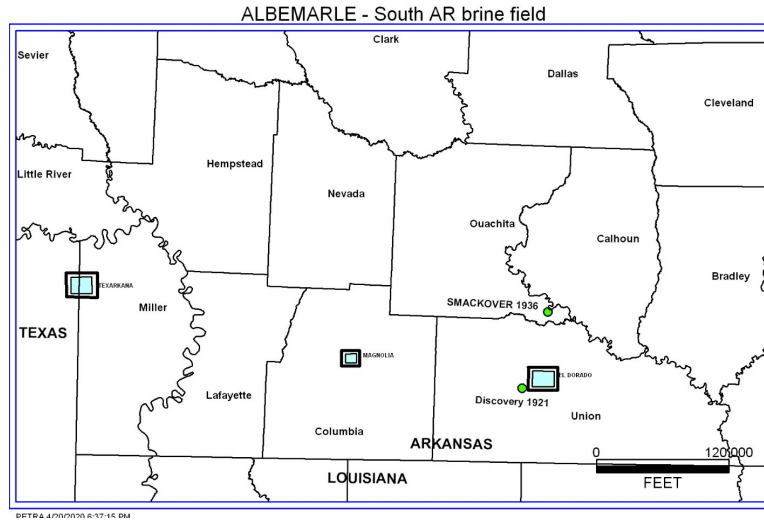 ALBEMARLE - South AR brine field
Clark
Sevier
Dallas
Cleveland
Hempstead
Little River
Nevada
Ouachita
Calhoun
Bradley
TEXARKANA
SMACKOVER 1936
Miller
TEXAS
MAGNOLIA
EL DORADO
Lafayette
Discovery 1921
Union
Columbia
ARKANSAS
0 120,000
LOUISIANA
FEET
PETRA 4/20/2020 6:37:15 PM